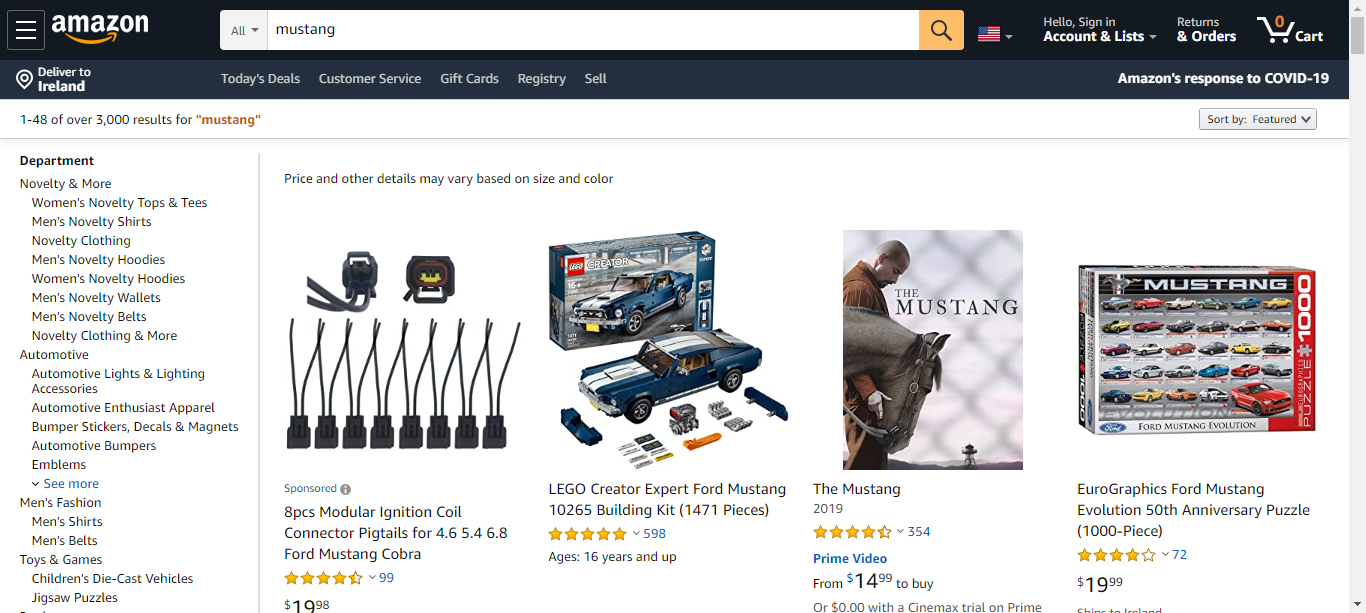 amazon
All
mustang
Hello, Sign in
Account & Lists
Returns
& Orders
0
Cart
Deliver to
Ireland
Today's Deals
Customer Service
Gift Cards
Registry
Sell
Amazon's response to COVID-19
1-48 of over 3,000 results for "mustang"
Sort by: Featured
Department
Novelty & More
Women's Novelty Tops & Tees
Men's Novelty Shirts
Novelty Clothing
Men's Novelty Hoodies
Women's Novelty Hoodies
Men's Novelty Wallets
Men's Novelty Belts
Novelty Clothing & More
Automotive
Automotive Lights & Lighting
Accessories
Automotive Enthusiast Apparel
Bumper Stickers, Decals & Magnets
Automotive Bumpers
Emblems
See more
Men's Fashion
Men's Shirts
Men's Belts
Toys & Games
Children's Die-Cast Vehicles
Jigsaw Puzzles
Price and other details may vary based on size and color
Sponsored
8pcs Modular Ignition Coil
Connector Pigtails for 4.6 5.4 6.8
Ford Mustang Cobra
99
$19.98
LEGO
CREATOR
16+
LEGO Creator Expert Ford Mustang
10265 Building Kit (1471 Pieces)
598
Ages: 16 years and up
THE
MUSTANG
The Mustang
2019
354
Prime Video
From $14.99 to buy
Or $0.00 with a Cinemax trial on Prime
MUSTANG
1000
PUZZLE
Ford
FORD MUSTANG EVOLUTION
EuroGraphics Ford Mustang
Evolution 50th Anniversary Puzzle
(1000-Piece)
72
$19.99
Ships to Ireland